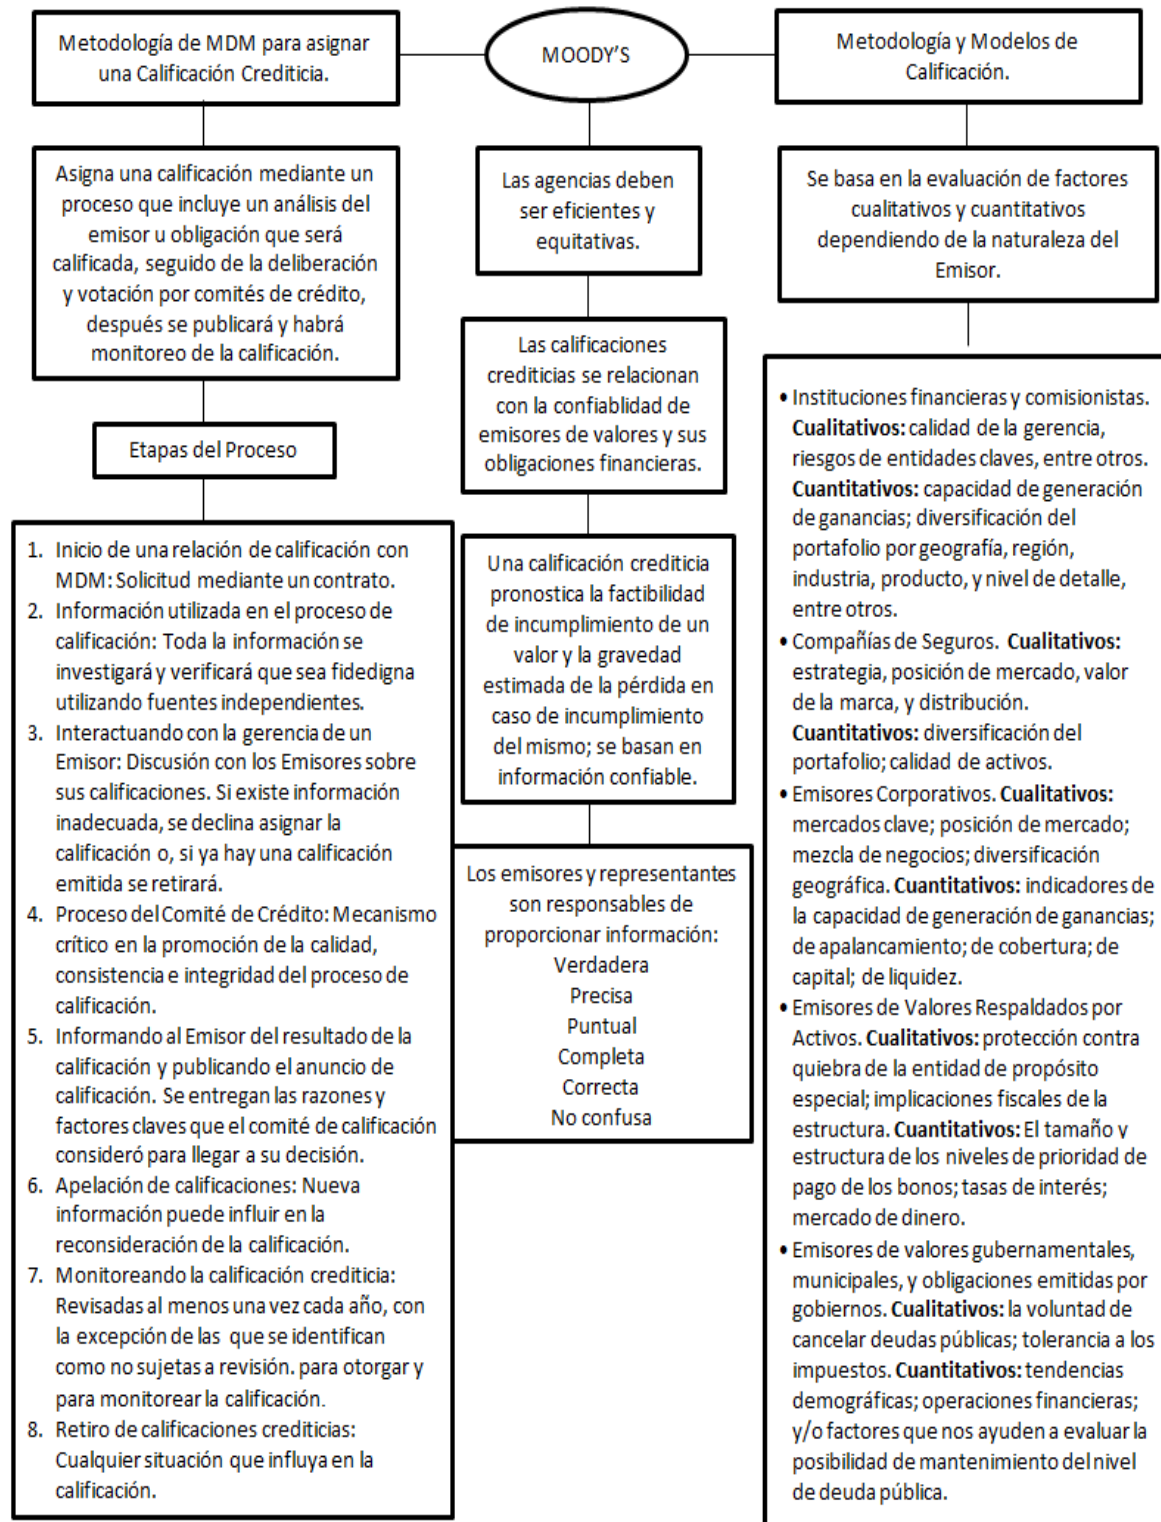 Metodología de MDM para asignar
una Calificación Crediticia.
MOODY'S
Metodología y Modelos de
Calificación.
Asigna una calificación mediante un
proceso que incluye un análisis del
emisor u obligación que será
calificada, seguido de la deliberación
y votación por comités de crédito,
después se publicará y habrá
monitoreo de la calificación.
Etapas del Proceso
1. Inicio de una relación de calificación con
MDM: Solicitud mediante un contrato.
2. Información utilizada en el proceso de
calificación: Toda la información se
investigará y verificará que sea fidedigna
utilizando fuentes independientes.
3. Interactuando con la gerencia de un
Emisor: Discusión con los Emisores sobre
sus calificaciones. Si existe información
inadecuada, se declina asignar la
calificación o, si ya hay una calificación
emitida se retirará.
4. Proceso del Comité de Crédito: Mecanismo
crítico en la promoción de la calidad,
consistencia e integridad del proceso de
calificación.
5. Informando al Emisor del resultado de la
calificación y publicando el anuncio de
calificación. Se entregan las razones y
factores claves que el comité de calificación
consideró para llegar a su decisión.
6. Apelación de calificaciones: Nueva
información puede influir en la
reconsideración de la calificación.
7. Monitoreando la calificación crediticia:
Revisadas al menos una vez cada año, con
la excepción de las que se identifican
como no sujetas a revisión. para otorgar y
para monitorear la calificación.
8. Retiro de calificaciones crediticias:
Cualquier situación que influya en la
calificación.
Las agencias deben
ser eficientes y
equitativas.
Las calificaciones
crediticias se relacionan
con la confiablidad de
emisores de valores y sus
obligaciones financieras.
Una calificación crediticia
pronostica la factibilidad
de incumplimiento de un
valor y la gravedad
estimada de la pérdida en
caso de incumplimiento
del mismo; se basan en
información confiable.
Los emisores y representantes
son responsables de
proporcionar información:
Verdadera
Precisa
Puntual
Completa
Correcta
No confusa
Se basa en la evaluación de factores
cualitativos y cuantitativos
dependiendo de la naturaleza del
Emisor.
• Instituciones financieras y comisionistas.
Cualitativos: calidad de la gerencia,
riesgos de entidades claves, entre otros.
Cuantitativos: capacidad de generación
de ganancias; diversificación del
portafolio por geografía, región,
industria, producto, y nivel de detalle,
entre otros.
• Compañías de Seguros. Cualitativos:
estrategia, posición de mercado, valor
de la marca, y distribución.
Cuantitativos: diversificación del
portafolio; calidad de activos.
• Emisores Corporativos. Cualitativos:
mercados clave; posición de mercado;
mezcla de negocios; diversificación
geográfica. Cuantitativos: indicadores de
la capacidad de generación de ganancias;
de apalancamiento; de cobertura; de
capital; de liquidez.
• Emisores de Valores Respaldados por
Activos. Cualitativos: protección contra
quiebra de la entidad de propósito
especial; implicaciones fiscales de la
estructura. Cuantitativos: El tamaño y
estructura de los niveles de prioridad de
pago de los bonos; tasas de interés;
mercado de dinero.
• Emisores de valores gubernamentales,
municipales, y obligaciones emitidas por
gobiernos. Cualitativos: la voluntad de
cancelar deudas públicas; tolerancia a los
impuestos. Cuantitativos: tendencias
demográficas; operaciones financieras;
y/o factores que nos ayuden a evaluar la
posibilidad de mantenimiento del nivel
de deuda pública.